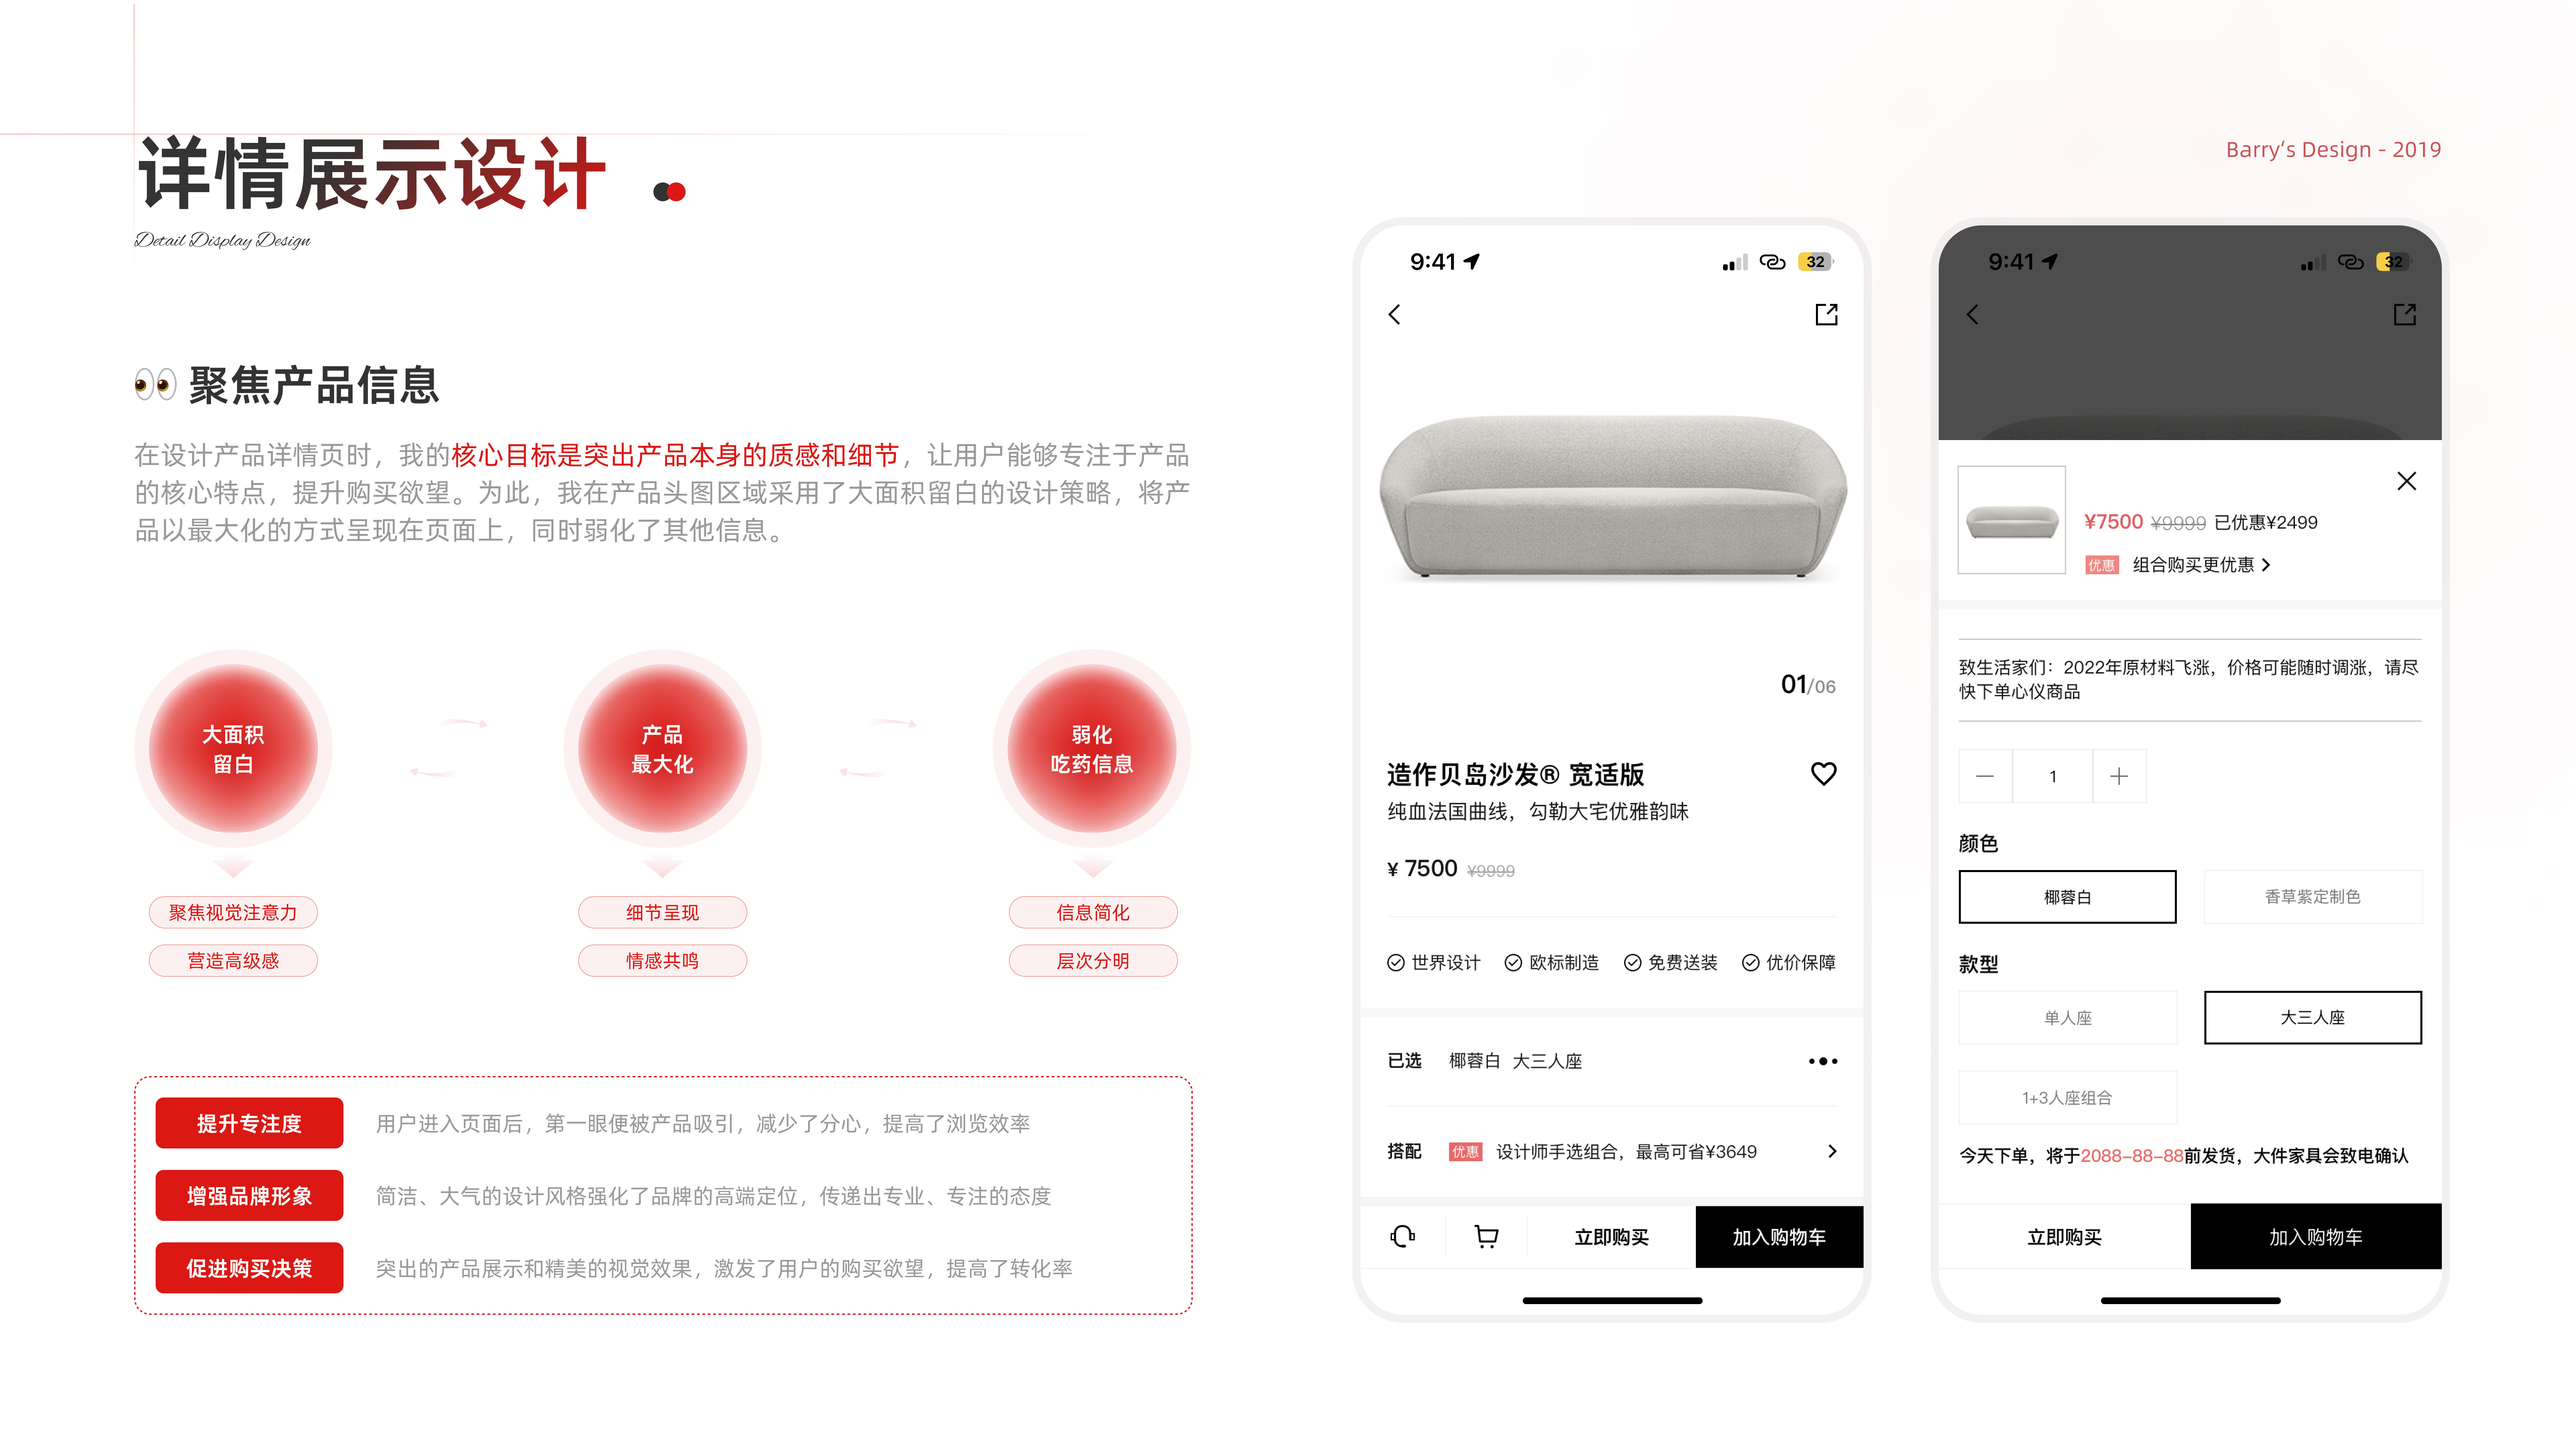 详情展示设计
Detail Display Design
Barry‘s Design - 2019
👀 聚焦产品信息
在设计产品详情页时，我的核心目标是突出产品本身的质感和细节，让用户能够专注于产品
的核心特点，提升购买欲望。为此，我在产品头图区域采用了大面积留白的设计策略，将产
品以最大化的方式呈现在页面上，同时弱化了其他信息。
大面积
留白
产品
最大化
弱化
吃药信息
聚焦视觉注意力
细节呈现
信息简化
营造高级感
情感共鸣
层次分明
提升专注度 用户进入页面后，第一眼便被产品吸引，减少了分心，提高了浏览效率
增强品牌形象 简洁、大气的设计风格强化了品牌的高端定位，传递出专业、专注的态度
促进购买决策 突出的产品展示和精美的视觉效果，激发了用户的购买欲望，提高了转化率
9:41 32
01/06
造作贝岛沙发® 宽适版
纯血法国曲线，勾勒大宅优雅韵味
¥ 7500 ¥9999
世界设计 欧标制造 免费送装 优价保障
已选 椰蓉白 大三人座
搭配 优惠 设计师手选组合，最高可省¥3649
立即购买 加入购物车
9:41 32
¥7500 ¥9999 已优惠¥2499
优惠 组合购买更优惠
致生活家们：2022年原材料飞涨，价格可能随时调涨，请尽
快下单心仪商品
1
颜色
椰蓉白 香草紫定制色
款型
单人座 大三人座
1+3人座组合
今天下单，将于2088-88-88前发货，大件家具会致电确认
立即购买 加入购物车